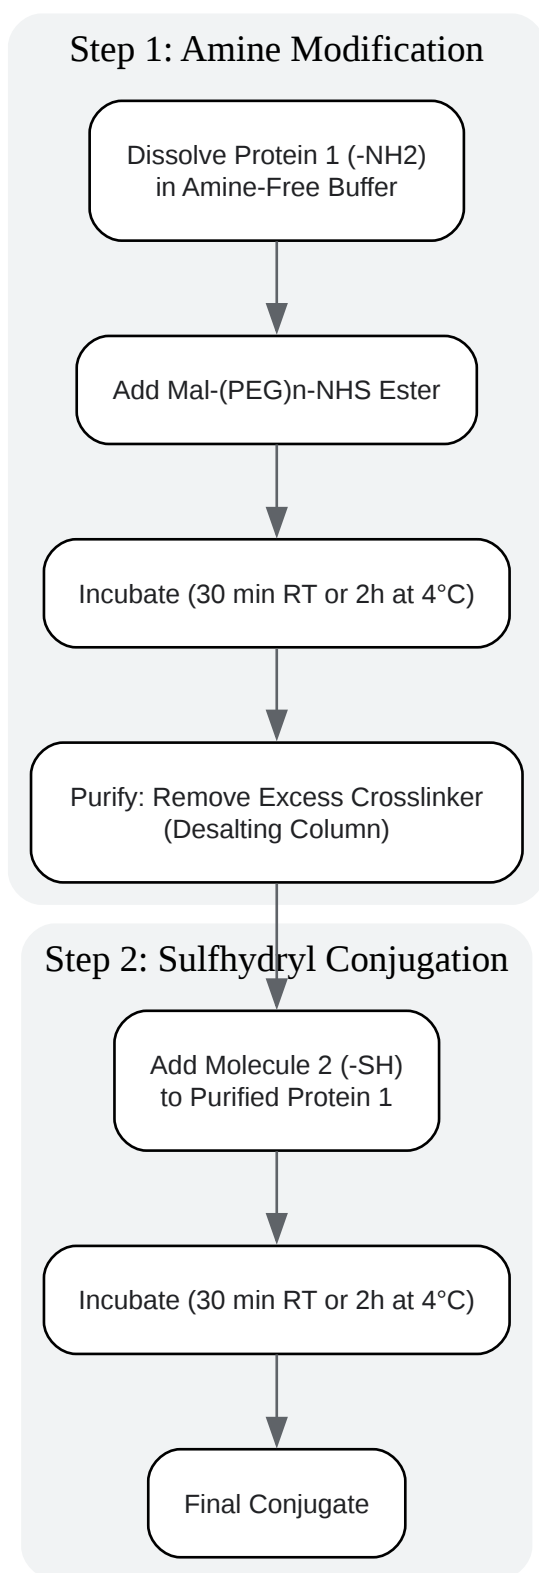 Step 1: Amine Modification
Dissolve Protein 1 (-NH2)
in Amine-Free Buffer
Add Mal-(PEG)n-NHS Ester
Incubate (30 min RT or 2h at 4°C)
Purify: Remove Excess Crosslinker
(Desalting Column)
Step 2: Sulfhydryl Conjugation
Add Molecule 2 (-SH)
to Purified Protein 1
Incubate (30 min RT or 2h at 4°C)
Final Conjugate